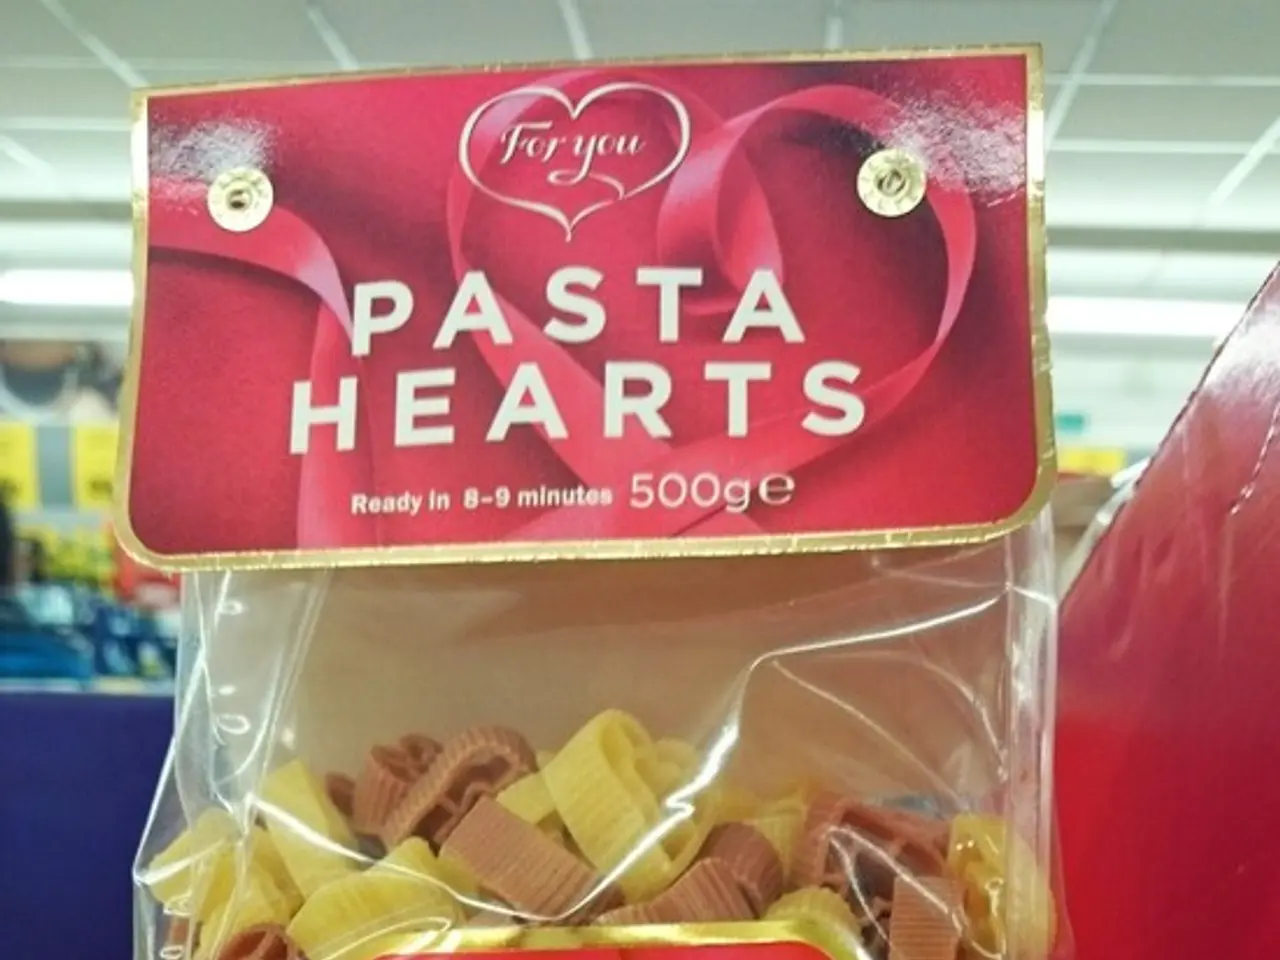 For you
PASTA
HEARTS
Ready in 8-9 minutes 500g℮